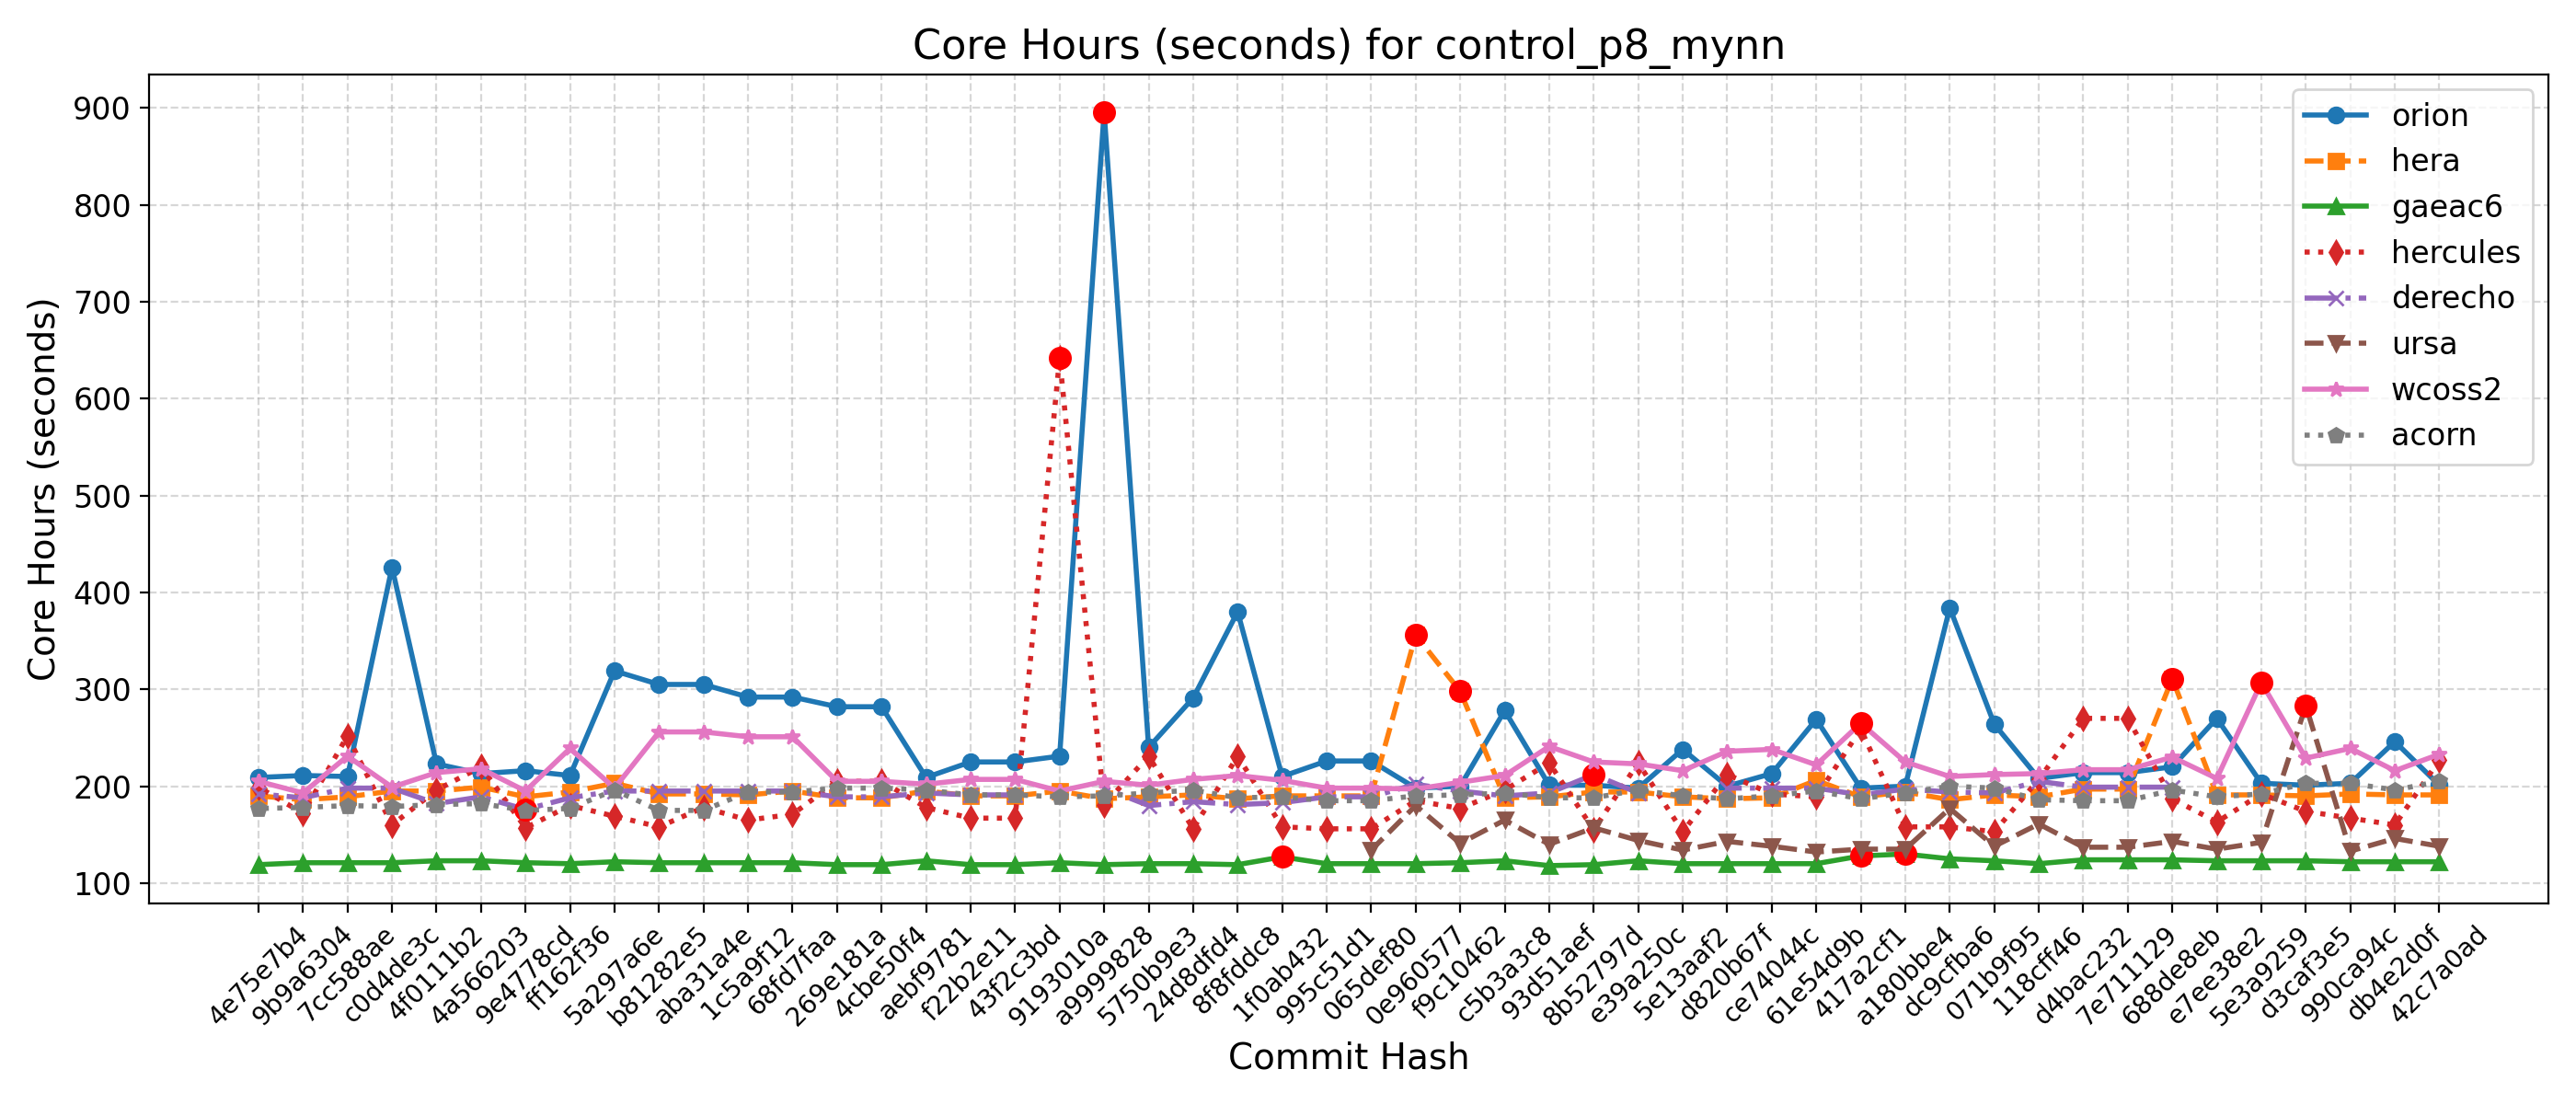 Core Hours (seconds) for control_p8_mynn
Core Hours (seconds)
900
800
700
600
500
400
300
200
100
orion
hera
gaeac6
hercules
derecho
ursa
wcoss2
acorn
4e75e7b4
9b9a6304
7cc588ae
c0d4de3c
4f0111b2
4a566203
9e4778cd
ff162f36
5a297a6e
b81282e5
aba31a4e
1c5a9f12
68fd7faa
269e181a
4cbe50f4
aebf9781
f22b2e11
43f2c3bd
9193010a
a9999828
5750b9e3
24d8dfd4
8f8fddc8
1f0ab432
995c51d1
065def80
0e960577
f9c10462
c5b3a3c8
93d51aef
8b52797d
e39a250c
5e13aaf2
d820b67f
ce74044c
61e54d9b
417a2cf1
a180bbe4
dc9cfba6
071b9f95
118cff46
d4bac232
7e711129
688de8eb
e7ee38e2
5e3a9259
d3caf3e5
990ca94c
db4e2d0f
42c7a0ad
Commit Hash